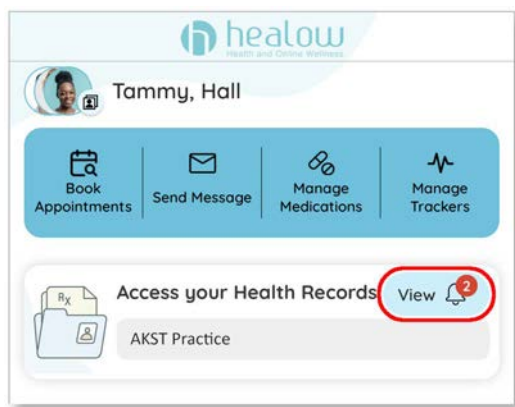 healow
Health and Online Wellness
Tammy, Hall
Book
Appointments
Send Message
Manage
Medications
Manage
Trackers
Rx
Access your Health Records
View
2
AKST Practice